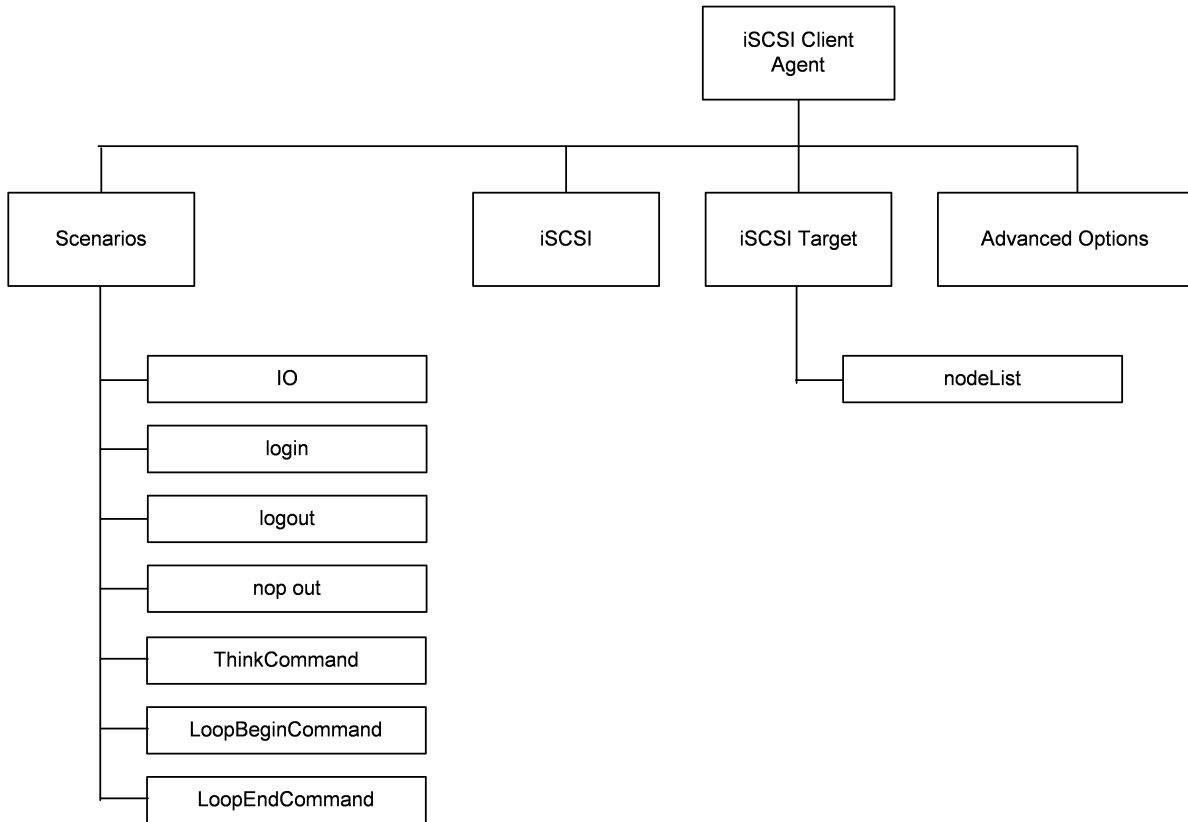 iSCSI Client
Agent
Scenarios
iSCSI
iSCSI Target
Advanced Options
IO
nodeList
login
logout
nop out
ThinkCommand
LoopBeginCommand
LoopEndCommand